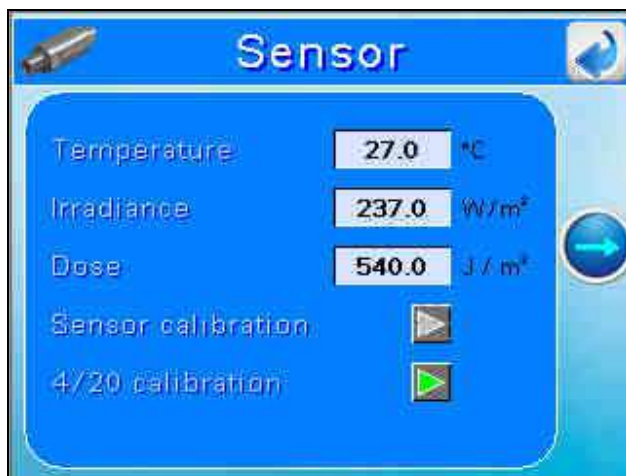 Sensor
Temperature 27.0 °C
Irradiance 237.0 W/m²
Dose 540.0 J / m²
Sensor calibration
4/20 calibration